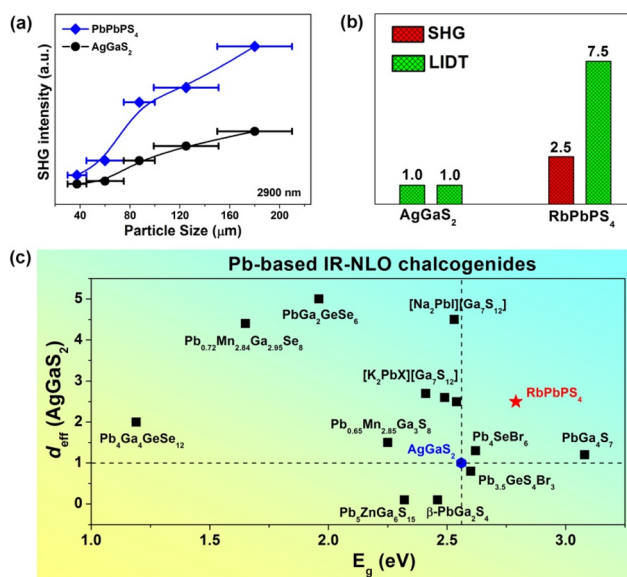 (a)
PbPbPS₄
AgGaS₂
SHG intensity (a.u.)
2900 nm
40 80 120 160 200
Particle Size (μm)
(b)
SHG
LIDT
1.0 1.0
2.5
7.5
AgGaS₂
RbPbPS₄
(c)
Pb-based IR-NLO chalcogenides
d_eff (AgGaS₂)
5
4
3
2
1
0
PbGa₂GeSe₆
[Na₂PbI][Ga₇S₁₂]
Pb₀.₇₂Mn₂.₈₄Ga₂.₉₅Se₈
[K₂PbX][Ga₇S₁₂]
RbPbPS₄
Pb₄Ga₄GeSe₁₂
Pb₀.₆₅Mn₂.₈₅Ga₃S₈
Pb₄SeBr₆
AgGaS₂
PbGa₄S₇
Pb₃.₅GeS₄Br₃
Pb₅ZnGa₆S₁₅
β-PbGa₂S₄
1.0 1.5 2.0 2.5 3.0
E_g (eV)